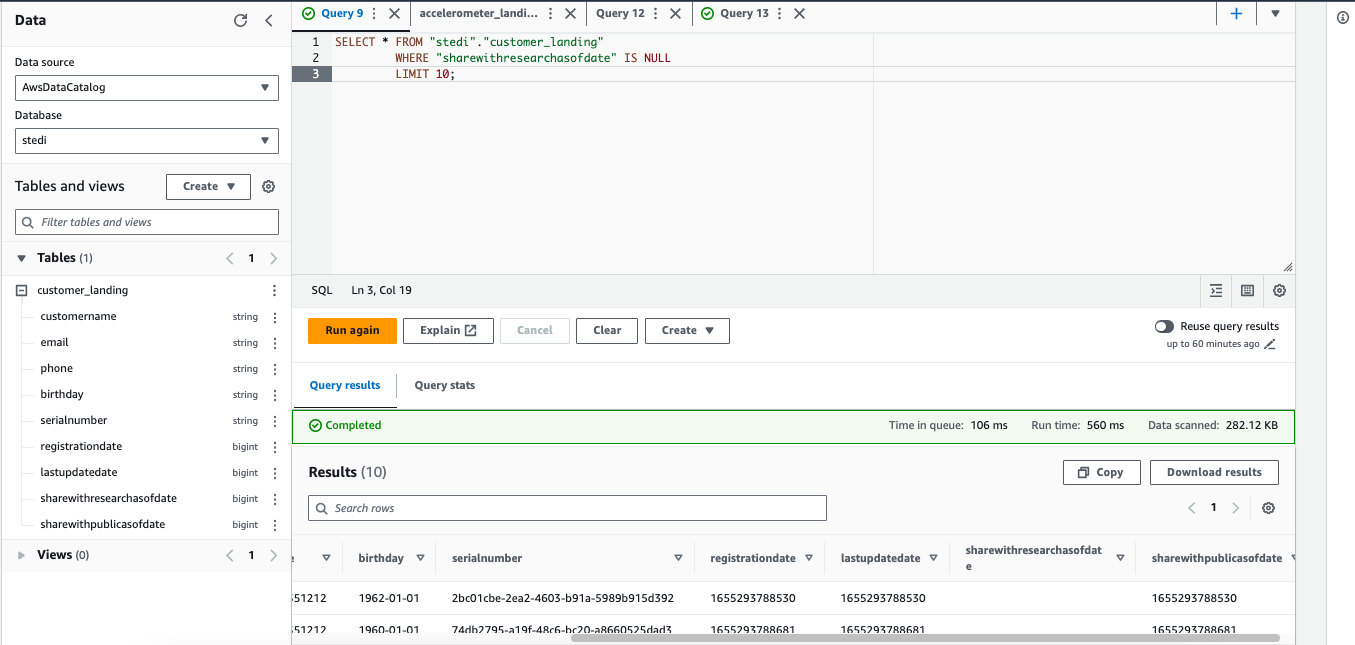 Data
Query 9
accelerometer_landi...
Query 12
Query 13
Data source
AwsDataCatalog
Database
stedi
Tables and views
Create
Filter tables and views
Tables (1)
1
customer_landing
customername string
email string
phone string
birthday string
serialnumber string
registrationdate bigint
lastupdatedate bigint
sharewithresearchasofdate bigint
sharewithpublicasofdate bigint
Views (0)
1
1 SELECT * FROM "stedi"."customer_landing"
2 WHERE "sharewithresearchasofdate" IS NULL
3 LIMIT 10;
SQL Ln 3, Col 19
Run again
Explain
Cancel
Clear
Create
Reuse query results
up to 60 minutes ago
Query results
Query stats
Completed
Time in queue: 106 ms Run time: 560 ms Data scanned: 282.12 KB
Results (10)
Copy
Download results
Search rows
1
birthday serialnumber registrationdate lastupdatedate sharewithresearchasofdat
e
sharewithpublicasofdate
551212 1962-01-01 2bc01cbe-2ea2-4603-b91a-5989b915d392 1655293788530 1655293788530 1655293788530
551212 1960-01-01 74db2795-a19f-48c6-bc20-a8660525dad3 1655293788681 1655293788681 1655293788681